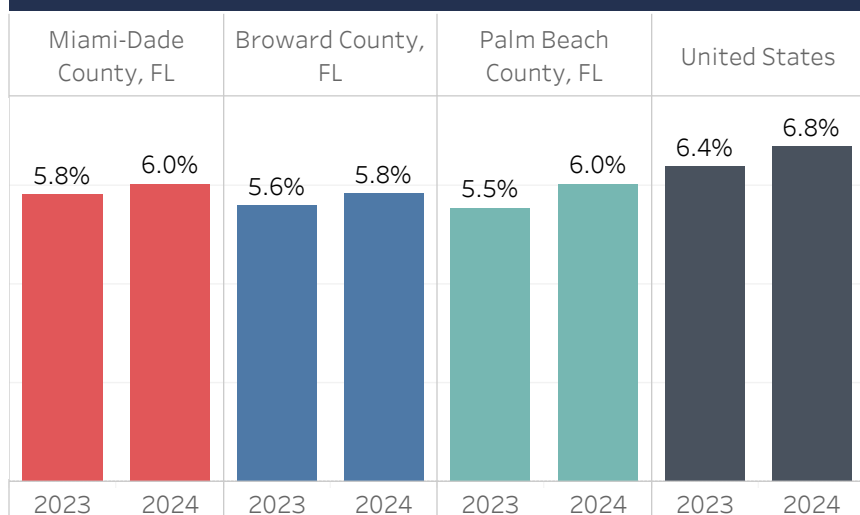 Miami-Dade
County, FL
Broward County,
FL
Palm Beach
County, FL
United States
5.8%
6.0%
5.6%
5.8%
5.5%
6.0%
6.4%
6.8%
2023
2024
2023
2024
2023
2024
2023
2024